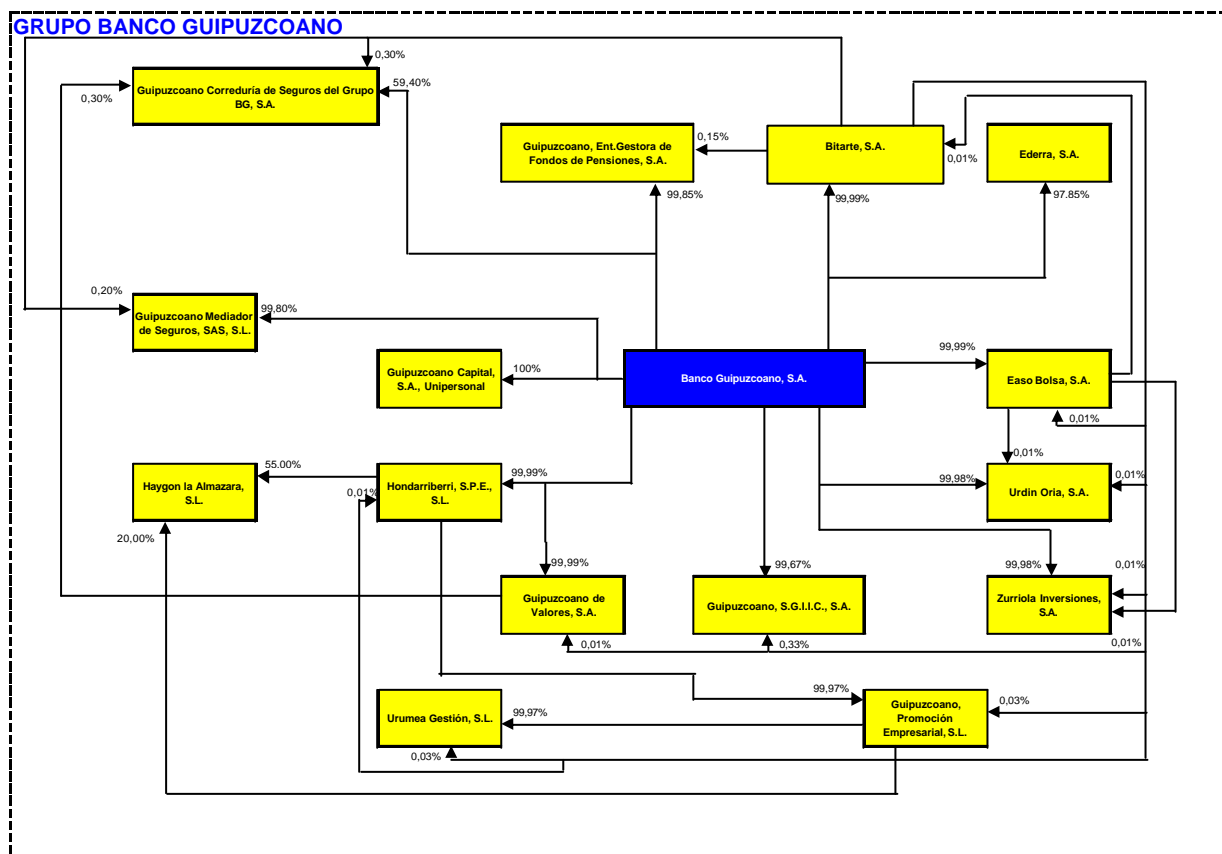 GRUPO BANCO GUIPUZCOANO
0,30%
59,40%
0,30%
Guipuzcoano Correduría de Seguros del Grupo
BG, S.A.
Guipuzcoano, Ent.Gestora de
Fondos de Pensiones, S.A.
0,15%
Bitarte, S.A.
0,01%
Ederra, S.A.
99,85%
99,99%
97.85%
0,20%
Guipuzcoano Mediador
de Seguros, SAS, S.L.
99,80%
Guipuzcoano Capital,
S.A., Unipersonal
100%
Banco Guipuzcoano, S.A.
99,99%
Easo Bolsa, S.A.
0,01%
0,01%
Haygon la Almazara,
S.L.
55.00%
0,01%
Hondarriberri, S.P.E.,
S.L.
99,99%
99,98%
Urdin Oria, S.A.
0,01%
20,00%
99,99%
Guipuzcoano de
Valores, S.A.
99,67%
Guipuzcoano, S.G.I.I.C., S.A.
99,98%
0,01%
Zurriola Inversiones,
S.A.
0,01%
0,33%
0,01%
Urumea Gestión, S.L.
99,97%
99,97%
Guipuzcoano,
Promoción
Empresarial, S.L.
0,03%
0,03%